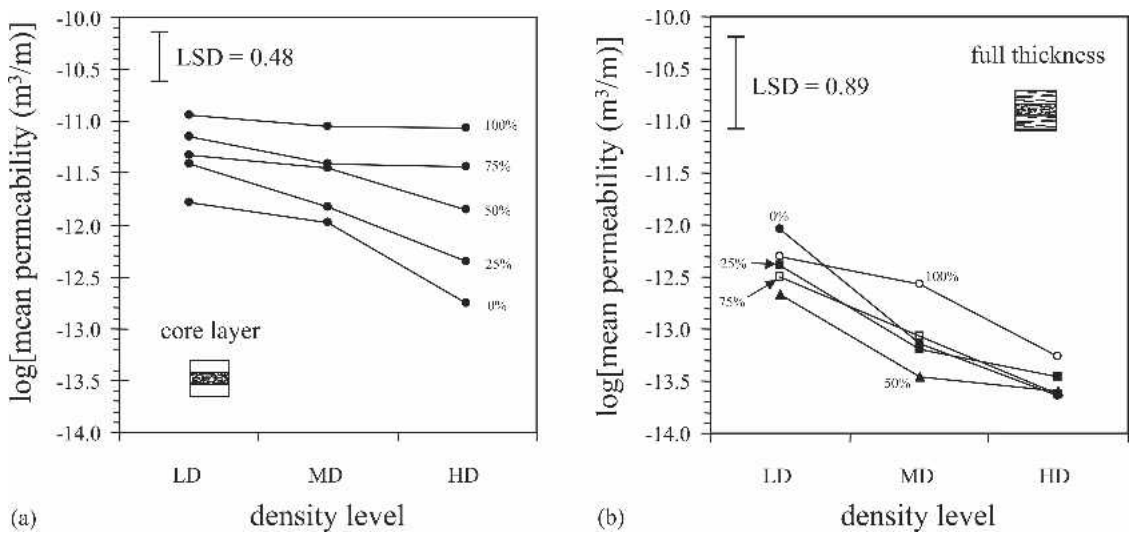 -10.0
-10.5
-11.0
-11.5
-12.0
-12.5
-13.0
-13.5
-14.0
log[mean permeability (m³/m)]
LSD = 0.48
100%
75%
50%
25%
0%
core layer
LD MD HD
(a) density level
-10.0
-10.5
-11.0
-11.5
-12.0
-12.5
-13.0
-13.5
-14.0
log[mean permeability (m³/m)]
full thickness
LSD = 0.89
0%
25%
100%
75%
50%
LD MD HD
(b) density level